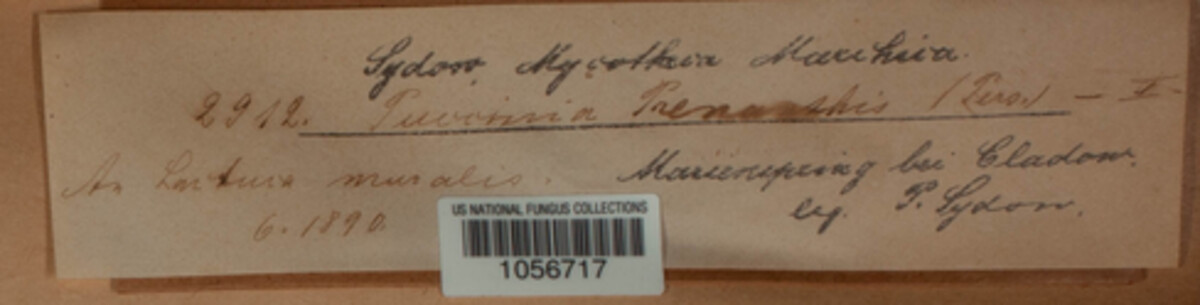 Sydow, Mycotheca Marchica.
2912. Puccinia Prenanthis (Pers.) — I.
An Lactuca muralis. bei Cladow.
6. 1890. leg. P. Sydow.
US NATIONAL FUNGUS COLLECTIONS
1056717